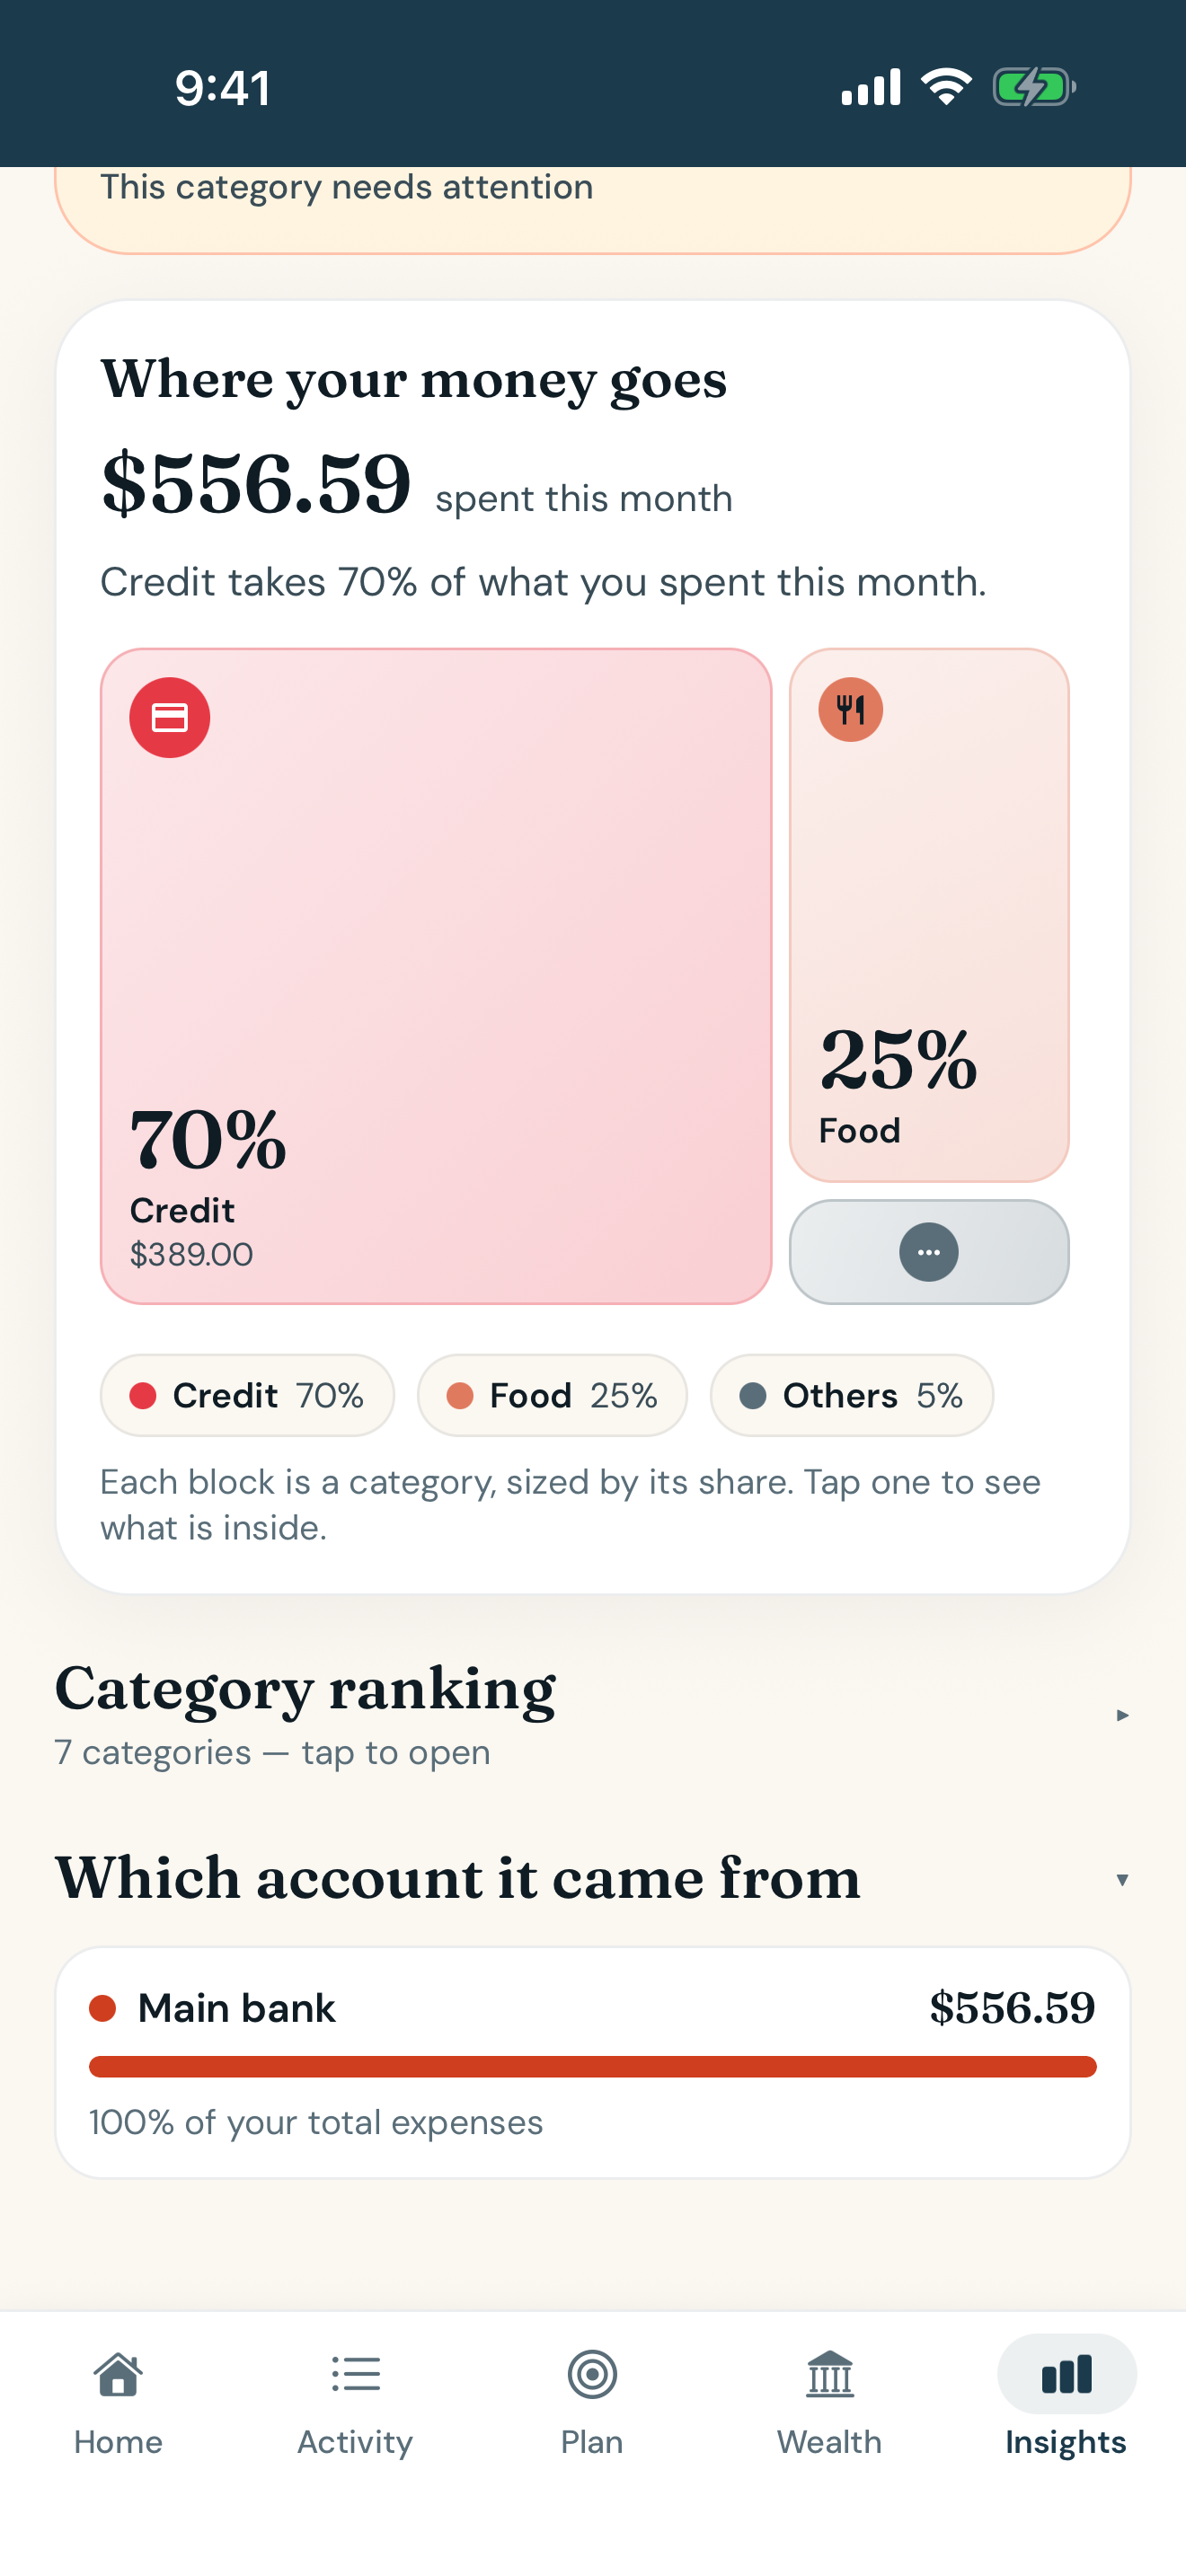 9:41
This category needs attention
Where your money goes
$556.59 spent this month
Credit takes 70% of what you spent this month.
70%
Credit
$389.00
25%
Food
Credit 70%
Food 25%
Others 5%
Each block is a category, sized by its share. Tap one to see
what is inside.
Category ranking
7 categories — tap to open
Which account it came from
Main bank
$556.59
100% of your total expenses
Home
Activity
Plan
Wealth
Insights